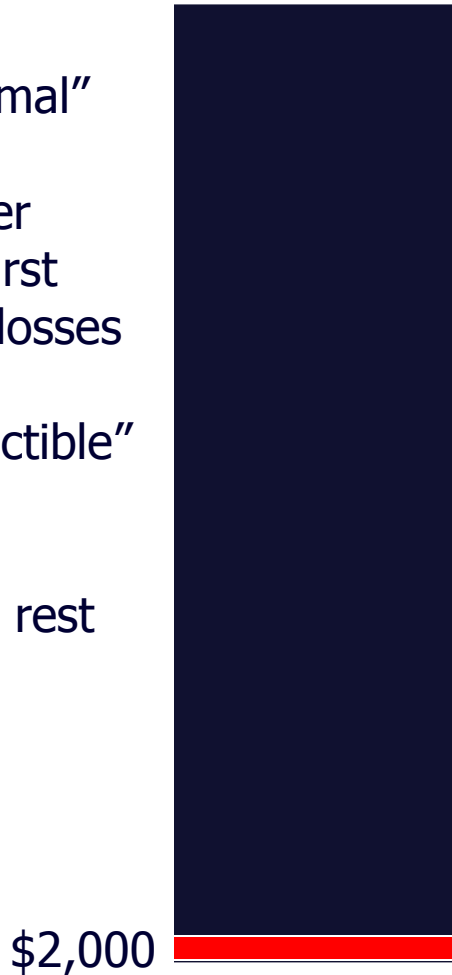 mal”
er
rst
losses
ctible”
rest
$2,000